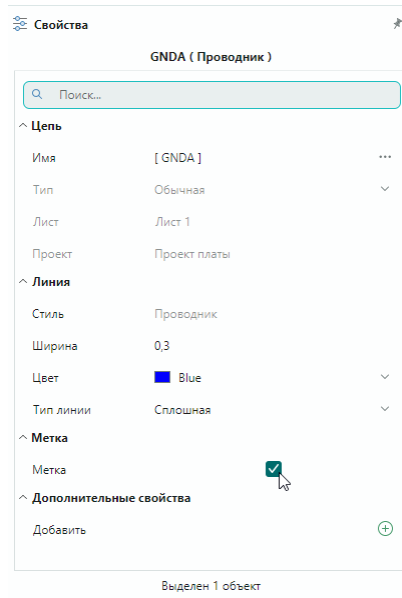 Свойства
GNDA ( Проводник )
Поиск...
Цепь
Имя [ GNDA ] ...
Тип Обычная
Лист Лист 1
Проект Проект платы
Линия
Стиль Проводник
Ширина 0,3
Цвет Blue
Тип линии Сплошная
Метка
Метка
Дополнительные свойства
Добавить
Выделен 1 объект